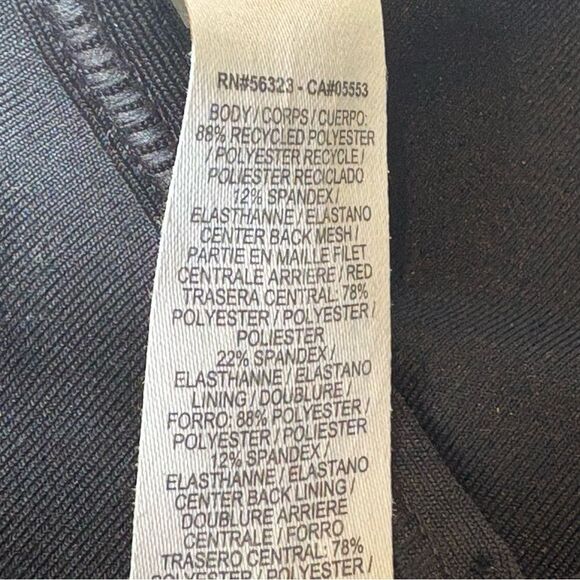 RN#56323 - CA#05553
BODY / CORPS / CUERPO:
88% RECYCLED POLYESTER
/ POLYESTER RECYCLE /
POLIESTER RECICLADO
12% SPANDEX /
ELASTHANNE / ELASTANO
CENTER BACK MESH /
PARTIE EN MAILLE FILET
CENTRALE ARRIERE / RED
TRASERA CENTRAL: 78%
POLYESTER / POLYESTER /
POLIESTER
22% SPANDEX /
ELASTHANNE / ELASTANO
LINING / DOUBLURE /
FORRO: 88% POLYESTER /
POLYESTER / POLIESTER
12% SPANDEX /
ELASTHANNE / ELASTANO
CENTER BACK LINING /
DOUBLURE ARRIERE
CENTRALE / FORRO
TRASERO CENTRAL: 78%
POLYESTER / POLYESTER /